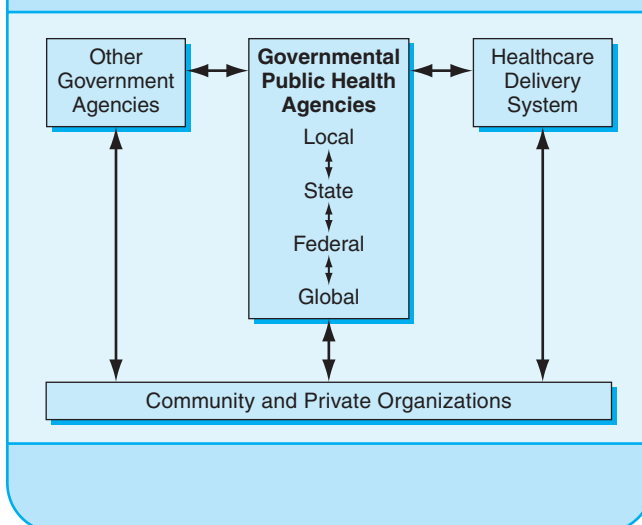 Other
Government
Agencies
Governmental
Public Health
Agencies
Local
State
Federal
Global
Healthcare
Delivery
System
Community and Private Organizations